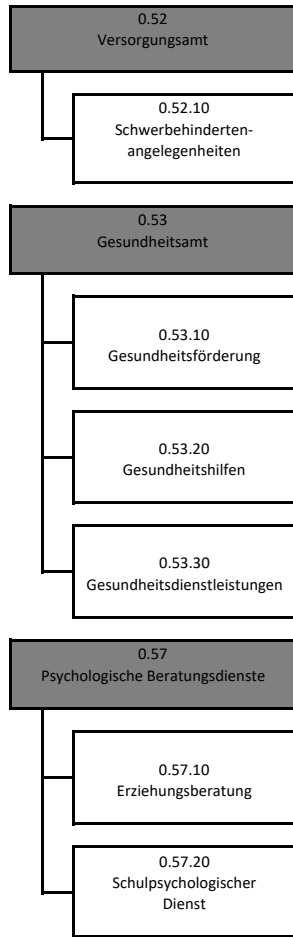 0.52
Versorgungsamt
0.52.10
Schwerbehinderten-
angelegenheiten
0.53
Gesundheitsamt
0.53.10
Gesundheitsförderung
0.53.20
Gesundheitshilfen
0.53.30
Gesundheitsdienstleistungen
0.57
Psychologische Beratungsdienste
0.57.10
Erziehungsberatung
0.57.20
Schulpsychologischer
Dienst